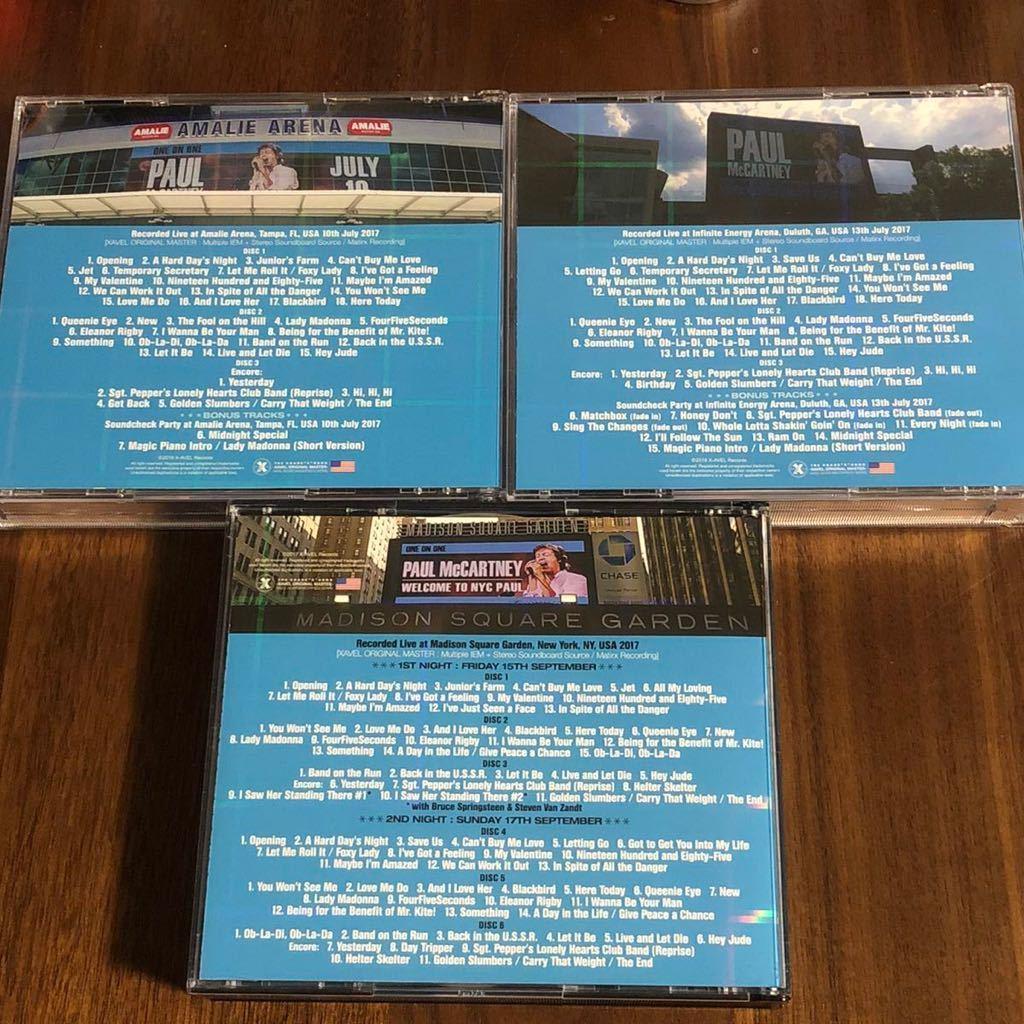 AMALIE AMALIE ARENA AMALIE
ONE ON ONE
PAUL JULY
Recorded Live at Amalie Arena, Tampa, FL, USA 10th July 2017
[XAVEL ORIGINAL MASTER : Multiple IEM + Stereo Soundboard Source / Matirx Recording]
DISC 1
1. Opening 2. A Hard Day's Night 3. Junior's Farm 4. Can't Buy Me Love
5. Jet 6. Temporary Secretary 7. Let Me Roll It / Foxy Lady 8. I've Got a Feeling
9. My Valentine 10. Nineteen Hundred and Eighty-Five 11. Maybe I'm Amazed
12. We Can Work It Out 13. In Spite of All the Danger 14. You Won't See Me
15. Love Me Do 16. And I Love Her 17. Blackbird 18. Here Today
DISC 2
1. Queenie Eye 2. New 3. The Fool on the Hill 4. Lady Madonna 5. FourFiveSeconds
6. Eleanor Rigby 7. I Wanna Be Your Man 8. Being for the Benefit of Mr. Kite!
9. Something 10. Ob-La-Di, Ob-La-Da 11. Band on the Run 12. Back in the U.S.S.R.
13. Let It Be 14. Live and Let Die 15. Hey Jude
DISC 3
Encore:
1. Yesterday
2. Sgt. Pepper's Lonely Hearts Club Band (Reprise) 3. Hi, Hi, Hi
4. Get Back 5. Golden Slumbers / Carry That Weight / The End
***BONUS TRACKS***
Soundcheck Party at Amalie Arena, Tampa, FL, USA 10th July 2017
6. Midnight Special
7. Magic Piano Intro / Lady Madonna (Short Version)
©2018 X-AVEL Records
XAVEL ORIGINAL MASTER
PAUL
McCARTNEY
Recorded Live at Infinite Energy Arena, Duluth, GA, USA 13th July 2017
[XAVEL ORIGINAL MASTER : Multiple IEM + Stereo Soundboard Source / Matirx Recording]
DISC 1
1. Opening 2. A Hard Day's Night 3. Save Us 4. Can't Buy Me Love
5. Letting Go 6. Temporary Secretary 7. Let Me Roll It / Foxy Lady 8. I've Got a Feeling
9. My Valentine 10. Nineteen Hundred and Eighty-Five 11. Maybe I'm Amazed
12. We Can Work It Out 13. In Spite of All the Danger 14. You Won't See Me
15. Love Me Do 16. And I Love Her 17. Blackbird 18. Here Today
DISC 2
1. Queenie Eye 2. New 3. The Fool on the Hill 4. Lady Madonna 5. FourFiveSeconds
6. Eleanor Rigby 7. I Wanna Be Your Man 8. Being for the Benefit of Mr. Kite!
9. Something 10. Ob-La-Di, Ob-La-Da 11. Band on the Run 12. Back in the U.S.S.R.
13. Let It Be 14. Live and Let Die 15. Hey Jude
DISC 3
Encore: 1. Yesterday 2. Sgt. Pepper's Lonely Hearts Club Band (Reprise) 3. Hi, Hi, Hi
4. Birthday 5. Golden Slumbers / Carry That Weight / The End
***BONUS TRACKS***
Soundcheck Party at Infinite Energy Arena, Duluth, GA, USA 13th July 2017
6. Matchbox (fade in) 7. Honey Don't 8. Sgt. Pepper's Lonely Hearts Club Band (fade out)
9. Sing The Changes (fade out) 10. Whole Lotta Shakin' Goin' On (fade in) 11. Every Night (fade in)
12. I'll Follow The Sun 13. Ram On 14. Midnight Special
15. Magic Piano Intro / Lady Madonna (Short Version)
©2018 X-AVEL Records
XAVEL ORIGINAL MASTER
MADISON SQUARE GARDEN
©2017 XAVEL Records
XAVEL ORIGINAL MASTER
ONE ON ONE
PAUL McCARTNEY
WELCOME TO NYC PAUL
CHASE
MADISON SQUARE GARDEN
Recorded Live at Madison Square Garden, New York, NY, USA 2017
[XAVEL ORIGINAL MASTER : Multiple IEM + Stereo Soundboard Source / Matirx Recording]
***1ST NIGHT : FRIDAY 15TH SEPTEMBER***
DISC 1
1. Opening 2. A Hard Day's Night 3. Junior's Farm 4. Can't Buy Me Love 5. Jet 6. All My Loving
7. Let Me Roll It / Foxy Lady 8. I've Got a Feeling 9. My Valentine 10. Nineteen Hundred and Eighty-Five
11. Maybe I'm Amazed 12. I've Just Seen a Face 13. In Spite of All the Danger
DISC 2
1. You Won't See Me 2. Love Me Do 3. And I Love Her 4. Blackbird 5. Here Today 6. Queenie Eye 7. New
8. Lady Madonna 9. FourFiveSeconds 10. Eleanor Rigby 11. I Wanna Be Your Man 12. Being for the Benefit of Mr. Kite!
13. Something 14. A Day in the Life / Give Peace a Chance 15. Ob-La-Di, Ob-La-Da
DISC 3
1. Band on the Run 2. Back in the U.S.S.R. 3. Let It Be 4. Live and Let Die 5. Hey Jude
Encore: 6. Yesterday 7. Sgt. Pepper's Lonely Hearts Club Band (Reprise) 8. Helter Skelter
9. I Saw Her Standing There #1* 10. I Saw Her Standing There #2* 11. Golden Slumbers / Carry That Weight / The End
* with Bruce Springsteen & Steven Van Zandt
***2ND NIGHT : SUNDAY 17TH SEPTEMBER***
DISC 4
1. Opening 2. A Hard Day's Night 3. Save Us 4. Can't Buy Me Love 5. Letting Go 6. Got to Get You Into My Life
7. Let Me Roll It / Foxy Lady 8. I've Got a Feeling 9. My Valentine 10. Nineteen Hundred and Eighty-Five
11. Maybe I'm Amazed 12. We Can Work It Out 13. In Spite of All the Danger
DISC 5
1. You Won't See Me 2. Love Me Do 3. And I Love Her 4. Blackbird 5. Here Today 6. Queenie Eye 7. New
8. Lady Madonna 9. FourFiveSeconds 10. Eleanor Rigby 11. I Wanna Be Your Man
12. Being for the Benefit of Mr. Kite! 13. Something 14. A Day in the Life / Give Peace a Chance
DISC 6
1. Ob-La-Di, Ob-La-Da 2. Band on the Run 3. Back in the U.S.S.R. 4. Let It Be 5. Live and Let Die 6. Hey Jude
Encore: 7. Yesterday 8. Day Tripper 9. Sgt. Pepper's Lonely Hearts Club Band (Reprise)
10. Helter Skelter 11. Golden Slumbers / Carry That Weight / The End